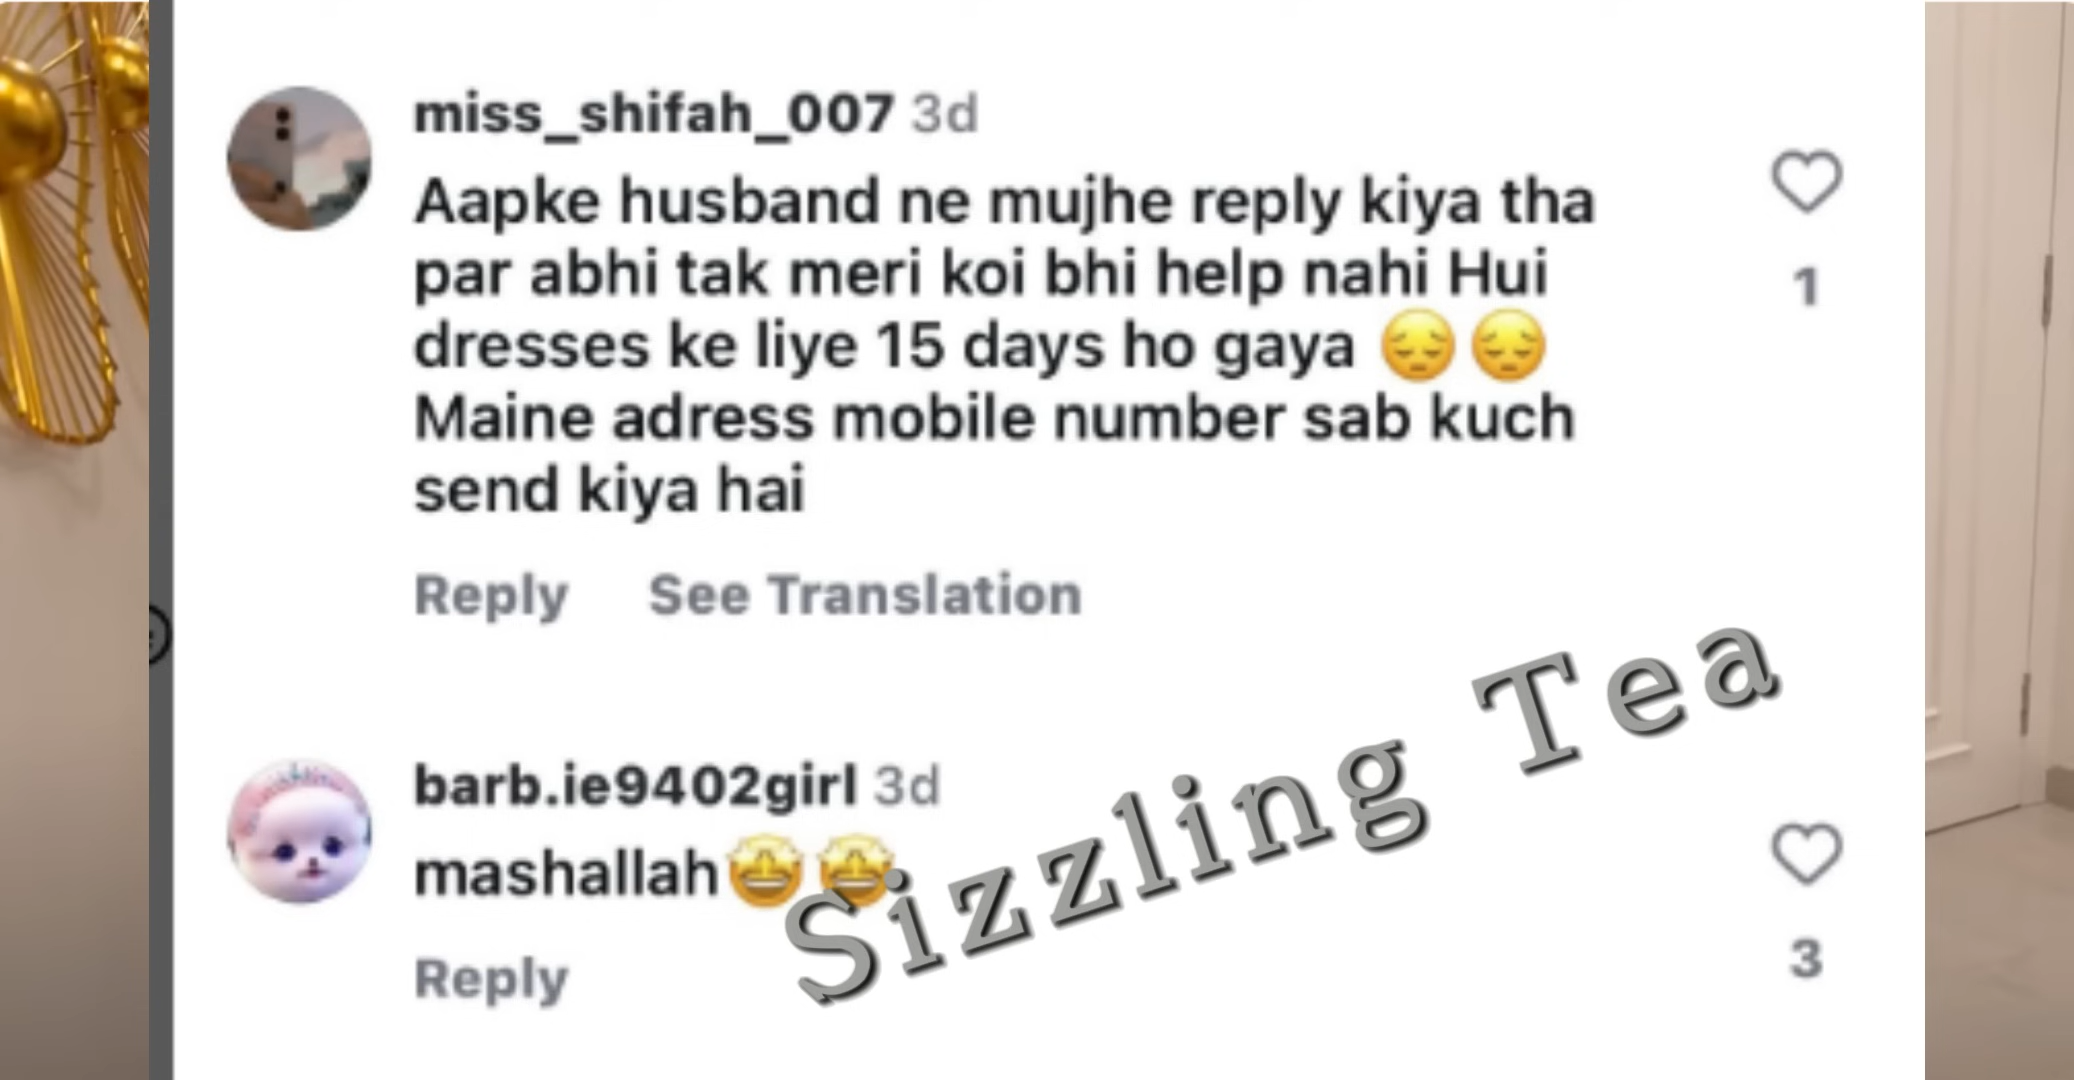 miss_shifah_007 3d
Aapke husband ne mujhe reply kiya tha
par abhi tak meri koi bhi help nahi Hui
dresses ke liye 15 days ho gaya 😔😔
Maine adress mobile number sab kuch
send kiya hai
1
Reply See Translation
barb.ie9402girl 3d
mashallah🤩🤩
3
Reply
Sizzling Tea